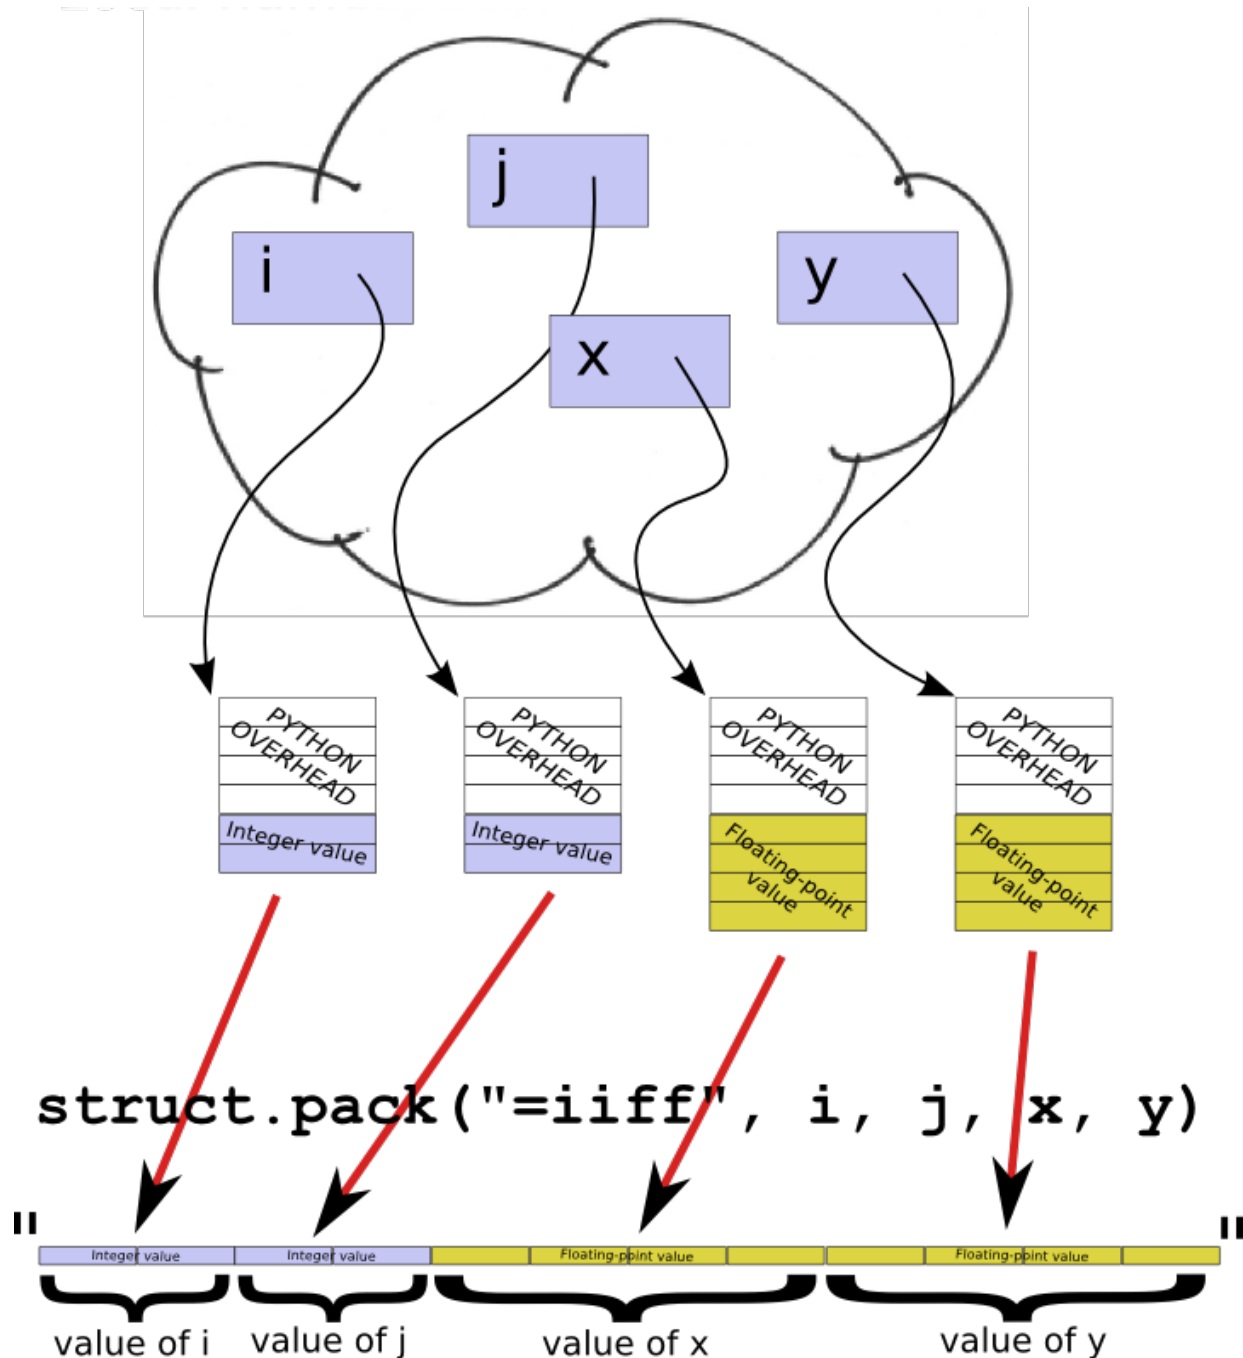 j
i
y
x
PYTHON
OVERHEAD
Integer value
PYTHON
OVERHEAD
Integer value
PYTHON
OVERHEAD
Floating-point
value
PYTHON
OVERHEAD
Floating-point
value
struct.pack("=iiff", i, j, x, y)
" Integer value Integer value Floating-point value Floating-point value "
value of i value of j value of x value of y